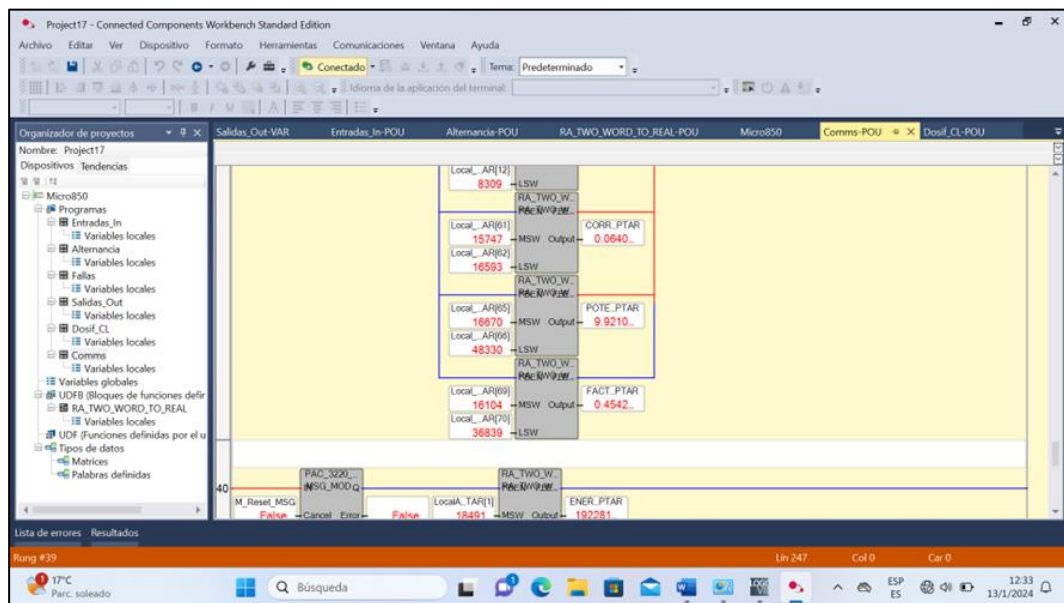 Project17 - Connected Components Workbench Standard Edition
Archivo Editar Ver Dispositivo Formato Herramientas Comunicaciones Ventana Ayuda
Conectado Tema: Predeterminado
Idioma de la aplicación del terminal:
Organizador de proyectos Salidas_Out-VAR Entradas_In-POU Alternancia-POU RA_TWO_WORD_TO_REAL-POU Micro850 Comms-POU Dosif_CL-POU
Nombre: Project17
Dispositivos Tendencias
Micro850
Programas
Entradas_In
Variables locales
Alternancia
Variables locales
Fallas
Variables locales
Salidas_Out
Variables locales
Dosif_CL
Variables locales
Comms
Variables locales
Variables globales
UDFB (Bloques de funciones defir
RA_TWO_WORD_TO_REAL
Variables locales
UDF (Funciones definidas por el u
Tipos de datos
Matrices
Palabras definidas
Local_...AR[12]
8309 LSW
RA_TWO_W...
Local_...AR[61] CORR_PTAR
15747 MSW Output 0.0640...
Local_...AR[62]
16593 LSW
RA_TWO_W...
Local_...AR[65] POTE_PTAR
16670 MSW Output 9.9210...
Local_...AR[66]
48330 LSW
RA_TWO_W...
Local_...AR[69] FACT_PTAR
16104 MSW Output 0.4542...
Local_...AR[70]
36839 LSW
40 PAC_3220_... RA_TWO_W...
MSG_MOD Q
M_Reset_MSG LocalA_TAR[1] ENER_PTAR
False Cancel Error False 18491 MSW Output 192281...
Lista de errores Resultados
Rung #39 Lín 247 Col 0 Car 0
1 17°C Parc. soleado Búsqueda ESP ES 12:33 13/1/2024